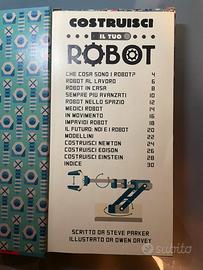 COSTRUISCI
IL TUO
ROBOT
CHE COSA SONO I ROBOT? 4
ROBOT AL LAVORO 6
ROBOT IN CASA 8
SEMPRE PIÙ AVANZATI 10
ROBOT NELLO SPAZIO 12
MEDICI ROBOT 14
IN MOVIMENTO 16
IMPAVIDI ROBOT 18
IL FUTURO: NOI E I ROBOT 20
MODELLINI 22
COSTRUISCI NEWTON 24
COSTRUISCI EDISON 26
COSTRUISCI EINSTEIN 28
INDICE 30
SCRITTO DA STEVE PARKER
ILLUSTRATO DA OWEN DAVEY
subito